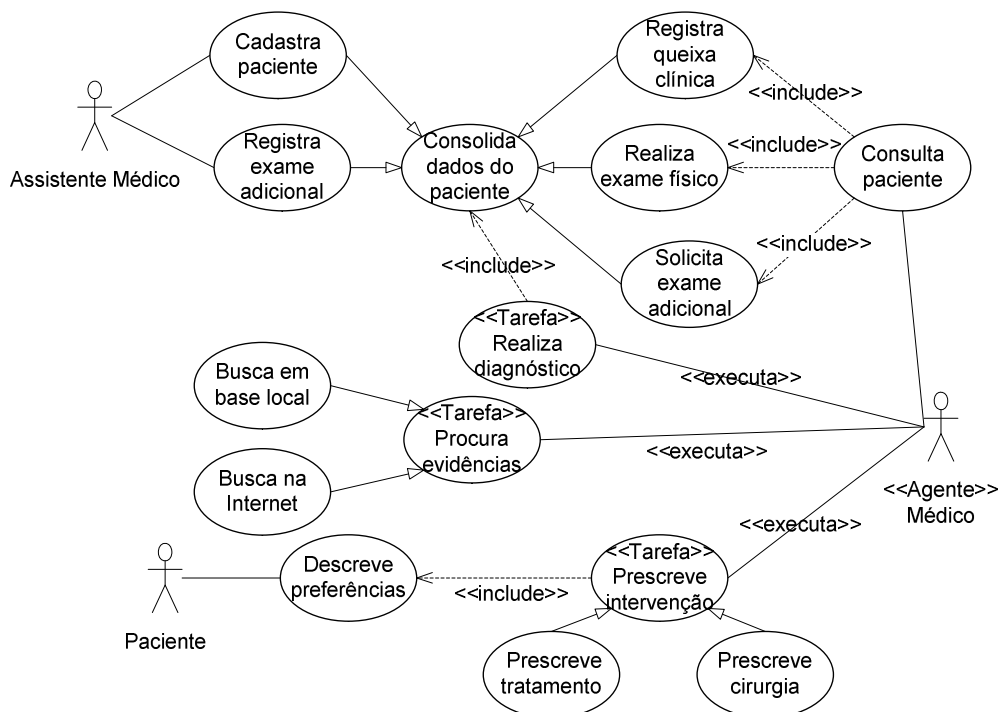 Cadastra
paciente
Registra
queixa
clínica
<<include>>
Assistente Médico
Registra
exame
adicional
Consolida
dados do
paciente
Realiza
exame físico
<<include>>
Consulta
paciente
<<include>>
<<include>>
Solicita
exame
adicional
<<Tarefa>>
Realiza
diagnóstico
<<executa>>
Busca em
base local
<<Tarefa>>
Procura
evidências
<<executa>>
Busca na
Internet
<<Agente>>
Médico
<<executa>>
Paciente
Descreve
preferências
<<include>>
<<Tarefa>>
Prescreve
intervenção
Prescreve
tratamento
Prescreve
cirurgia